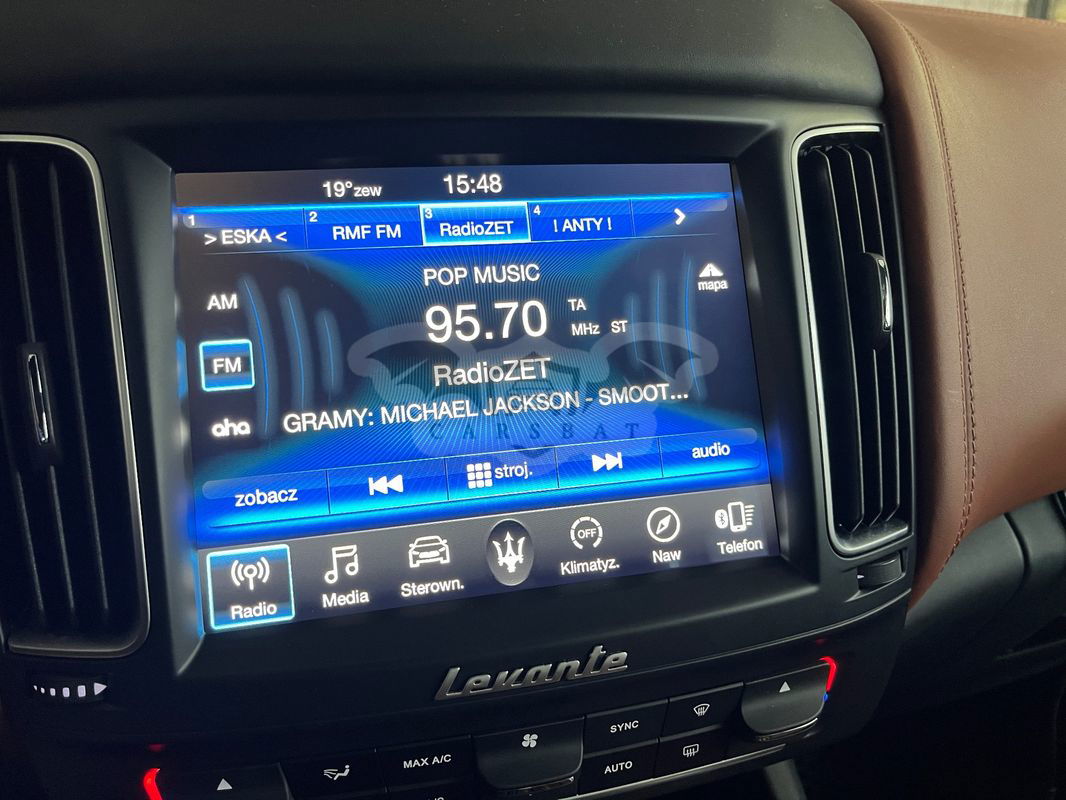 19°zew 15:48
1 > ESKA < 2 RMF FM 3 RadioZET 4 ! ANTY !
POP MUSIC
mapa
AM
95.70 TA
MHz ST
FM
RadioZET
GRAMY: MICHAEL JACKSON - SMOOT...
aha
CARSBAT
zobacz stroj. audio
Radio Media Sterown. OFF Klimatyz. Naw Telefon
Levante
SYNC
MAX A/C
AUTO